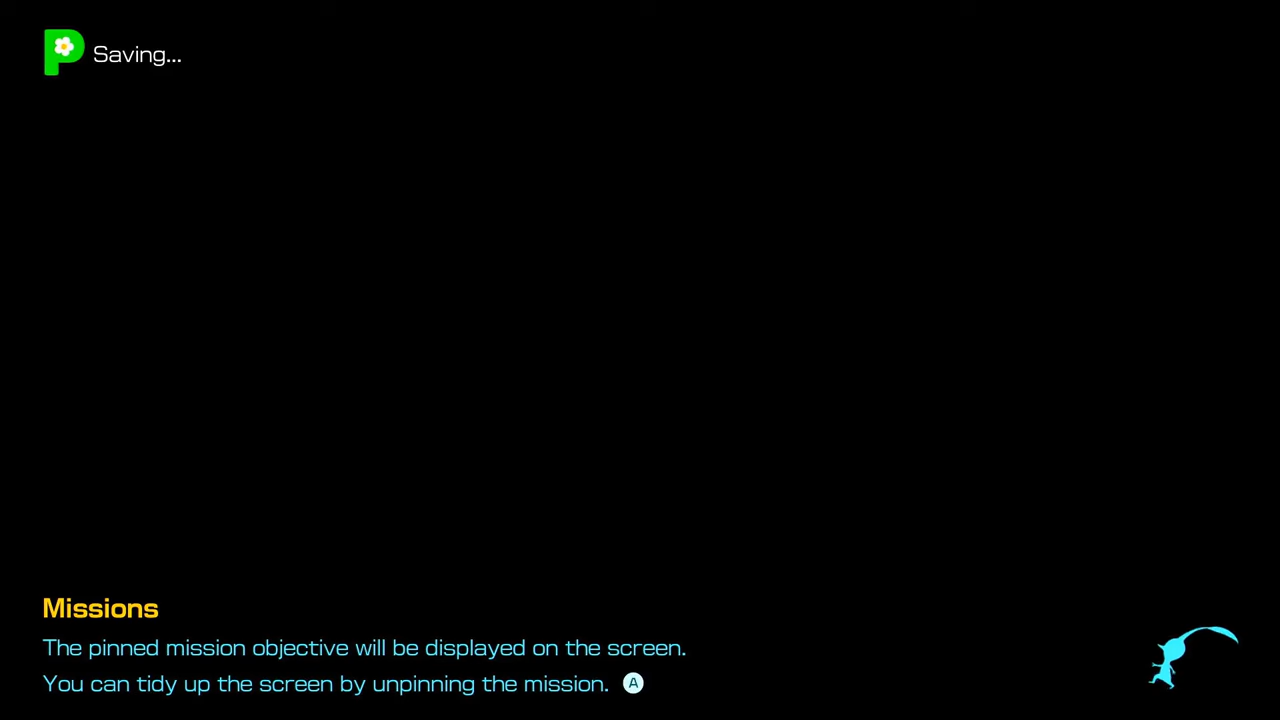 P Saving...
Missions
The pinned mission objective will be displayed on the screen.
You can tidy up the screen by unpinning the mission. A